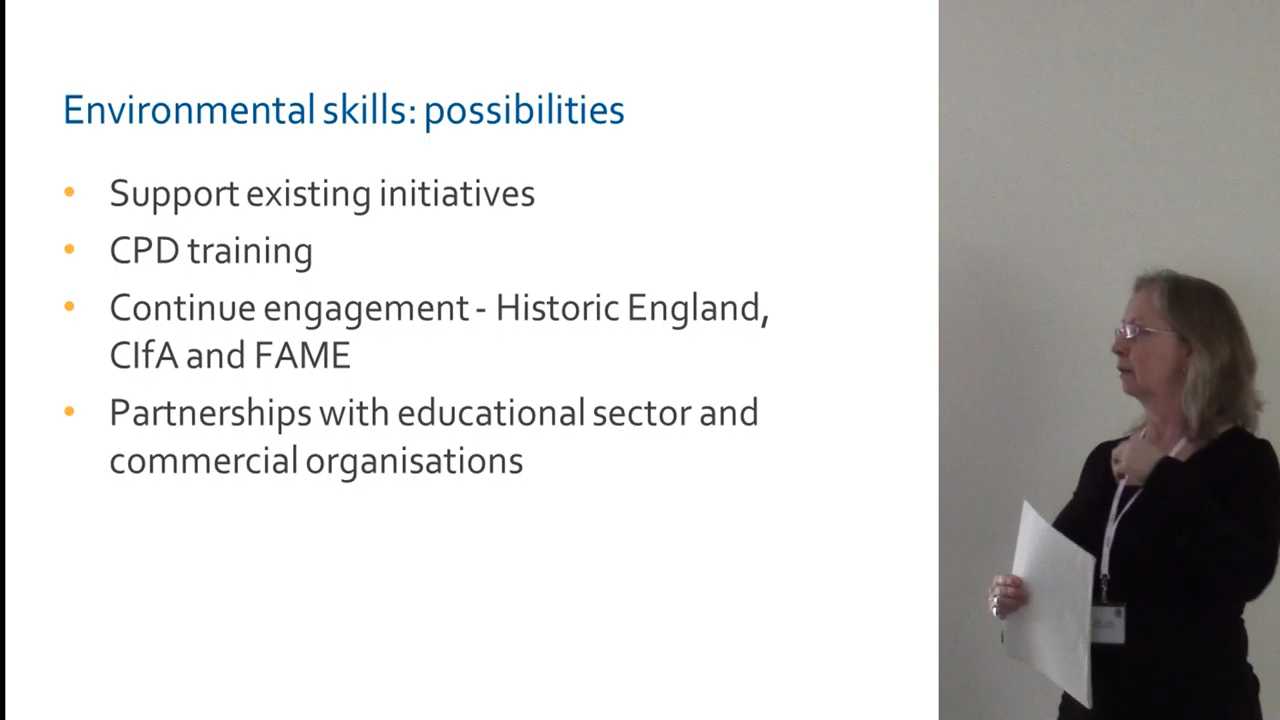 Environmental skills: possibilities
• Support existing initiatives
• CPD training
• Continue engagement - Historic England,
CIfA and FAME
• Partnerships with educational sector and
commercial organisations